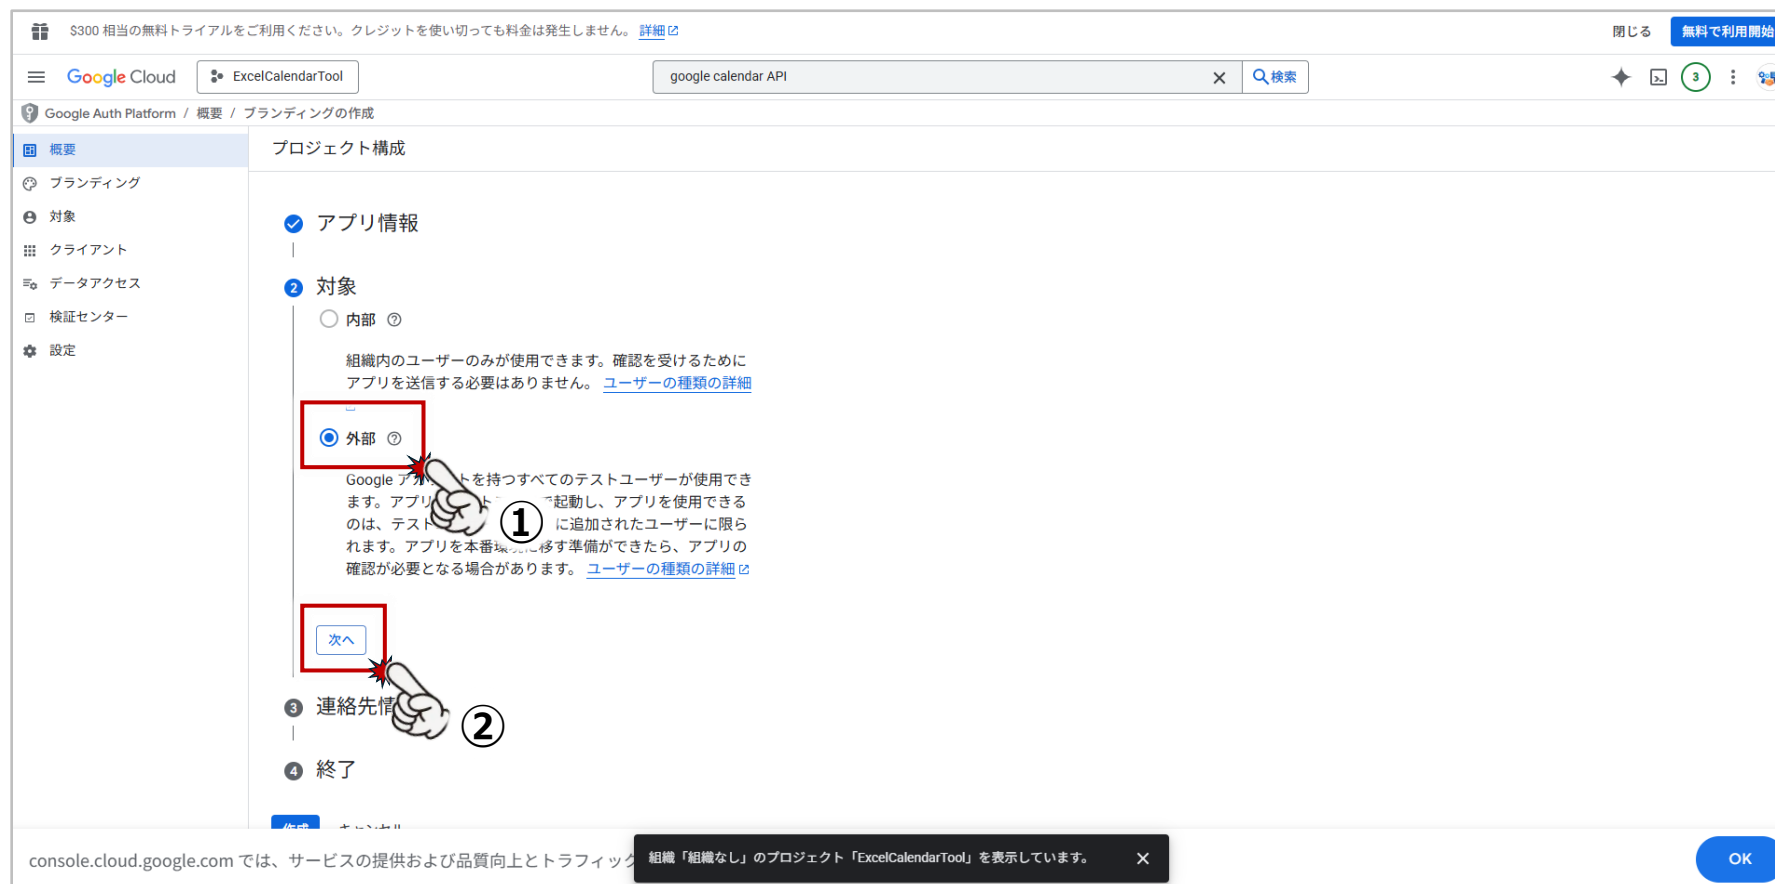 $300 相当の無料トライアルをご利用ください。クレジットを使い切っても料金は発生しません。 詳細
閉じる
無料で利用開始
Google Cloud
ExcelCalendarTool
google calendar API
検索
3
Google Auth Platform / 概要 / ブランディングの作成
概要
ブランディング
対象
クライアント
データアクセス
検証センター
設定
プロジェクト構成
アプリ情報
2 対象
内部
組織内のユーザーのみが使用できます。確認を受けるために
アプリを送信する必要はありません。 ユーザーの種類の詳細
外部
Google ア トを持つすべてのテストユーザーが使用でき
ます。アプリ で起動し、アプリを使用できる
のは、テスト に追加されたユーザーに限ら
れます。アプリを本番 移す準備ができたら、アプリの
確認が必要となる場合があります。 ユーザーの種類の詳細
①
次へ
②
3 連絡先情
4 終了
作成
キャンセル
console.cloud.google.com では、サービスの提供および品質向上とトラフィック
組織「組織なし」のプロジェクト「ExcelCalendarTool」を表示しています。
OK